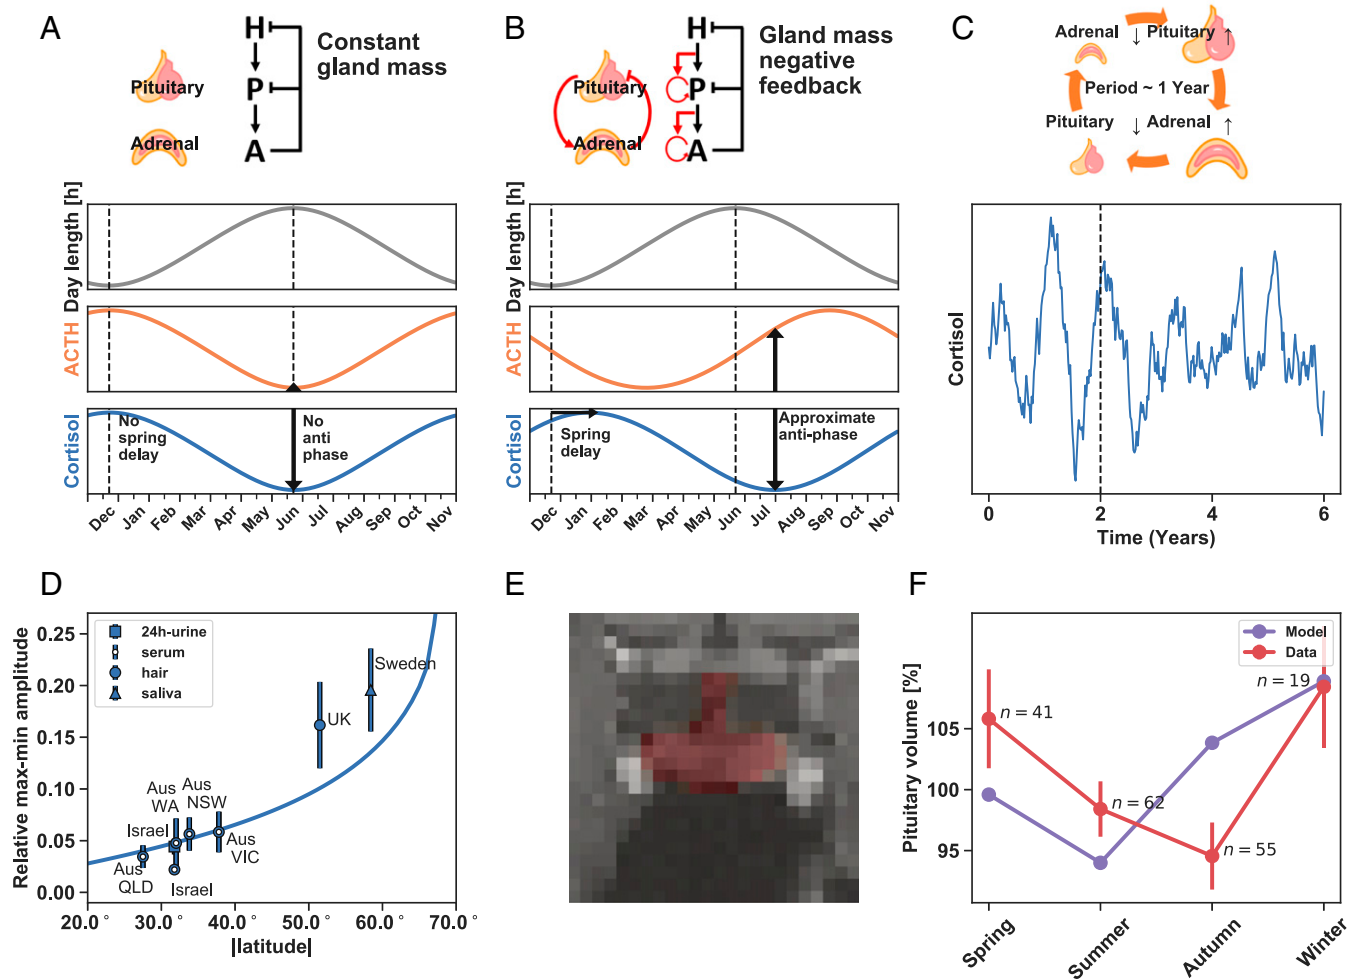 A
H
P
A
Constant
gland mass
Pituitary
Adrenal
Day length [h]
ACTH
Cortisol
No
spring
delay
No
anti
phase
Dec
Jan
Feb
Mar
Apr
May
Jun
Jul
Aug
Sep
Oct
Nov
B
H
P
A
Gland mass
negative
feedback
Pituitary
Adrenal
Day length [h]
ACTH
Cortisol
Spring
delay
Approximate
anti-phase
Dec
Jan
Feb
Mar
Apr
May
Jun
Jul
Aug
Sep
Oct
Nov
C
Adrenal ↓ Pituitary ↑
Period ~ 1 Year
Pituitary ↓ Adrenal ↑
Cortisol
0 2 4 6
Time (Years)
D
Relative max-min amplitude
0.25
0.20
0.15
0.10
0.05
0.00
24h-urine
serum
hair
saliva
Sweden
UK
Aus
WA
Aus
NSW
Israel
Aus
QLD
Israel
Aus
VIC
20.0° 30.0° 40.0° 50.0° 60.0° 70.0°
|latitude|
E
F
Pituitary volume [%]
105
100
95
Model
Data
n = 41
n = 62
n = 55
n = 19
Spring
Summer
Autumn
Winter